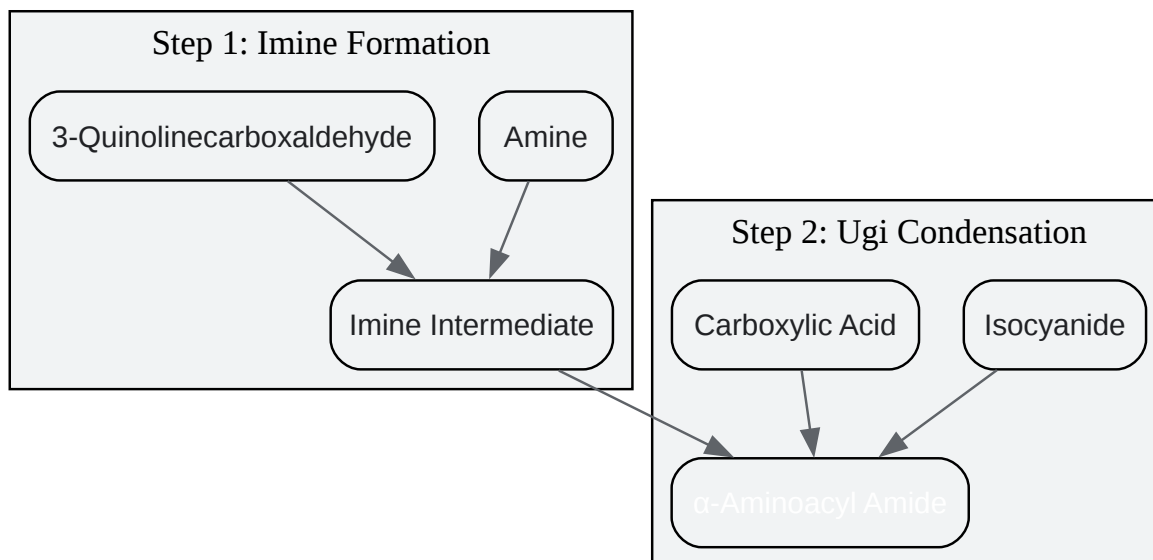 Step 1: Imine Formation
3-Quinolinecarboxaldehyde
Amine
Imine Intermediate
Step 2: Ugi Condensation
Carboxylic Acid
Isocyanide
α-Aminoacyl Amide